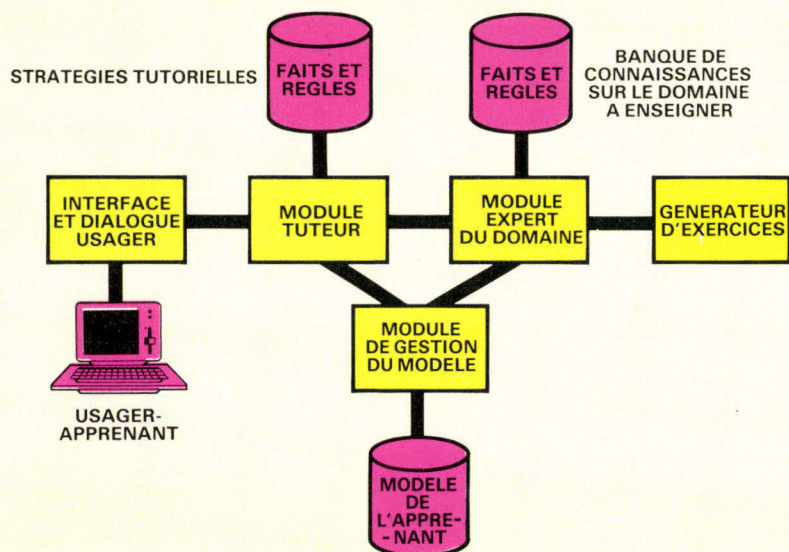 STRATEGIES TUTORIELLES
FAITS ET
REGLES
FAITS ET
REGLES
BANQUE DE
CONNAISSANCES
SUR LE DOMAINE
A ENSEIGNER
INTERFACE
ET DIALOGUE
USAGER
MODULE
TUTEUR
MODULE
EXPERT
DU DOMAINE
GENERATEUR
D'EXERCICES
MODULE
DE GESTION
DU MODELE
USAGER-
APPRENANT
MODELE
DE
L'APPRE-
-NANT